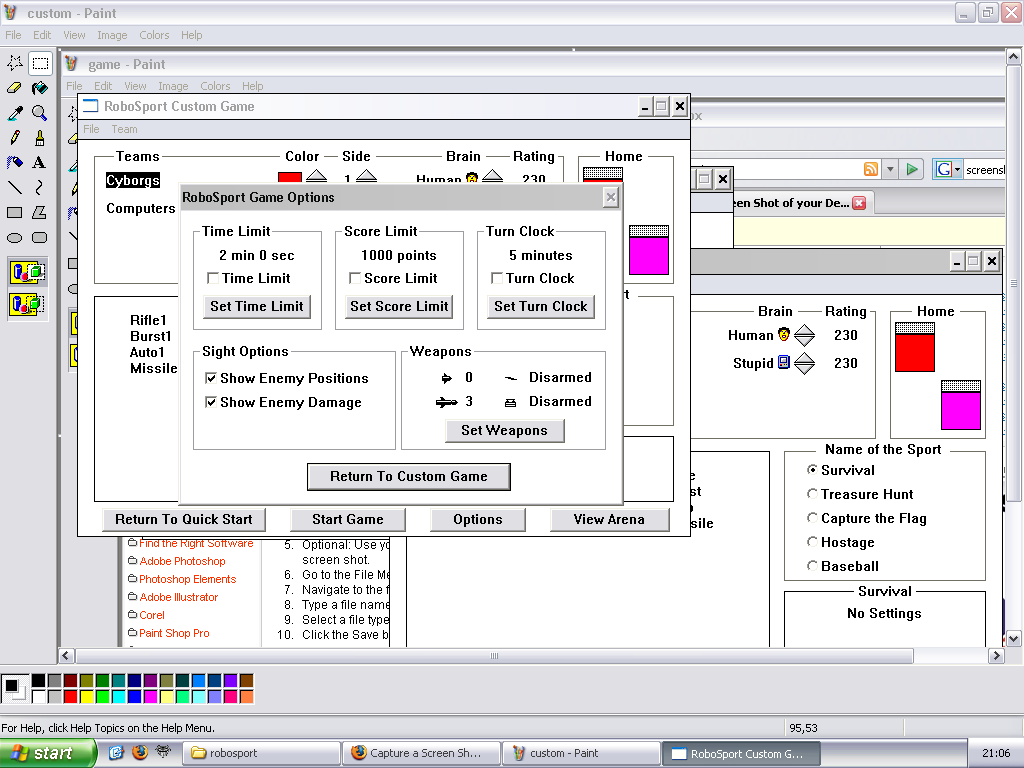 custom - Paint
File Edit View Image Colors Help
game - Paint
File Edit View Image Colors Help
RoboSport Custom Game
File Team
Teams Color Side Brain Rating Home
Cyborgs 1 Human 230
Computers
Rifle1
Burst1
Auto1
Missile
RoboSport Game Options
Time Limit
2 min 0 sec
Time Limit
Set Time Limit
Score Limit
1000 points
Score Limit
Set Score Limit
Turn Clock
5 minutes
Turn Clock
Set Turn Clock
Sight Options
Show Enemy Positions
Show Enemy Damage
Weapons
0 Disarmed
3 Disarmed
Set Weapons
Return To Custom Game
Return To Quick Start Start Game Options View Arena
screensl
een Shot of your De...
Brain Rating Home
Human 230
Stupid 230
Name of the Sport
Survival
Treasure Hunt
Capture the Flag
Hostage
Baseball
Survival
No Settings
Find the Right Software
Adobe Photoshop
Photoshop Elements
Adobe Illustrator
Corel
Paint Shop Pro
5. Optional: Use yo
screen shot.
6. Go to the File Me
7. Navigate to the f
8. Type a file name
9. Select a file type
10. Click the Save b
For Help, click Help Topics on the Help Menu. 95,53
start robosport Capture a Screen Sh... custom - Paint RoboSport Custom G... 21:06